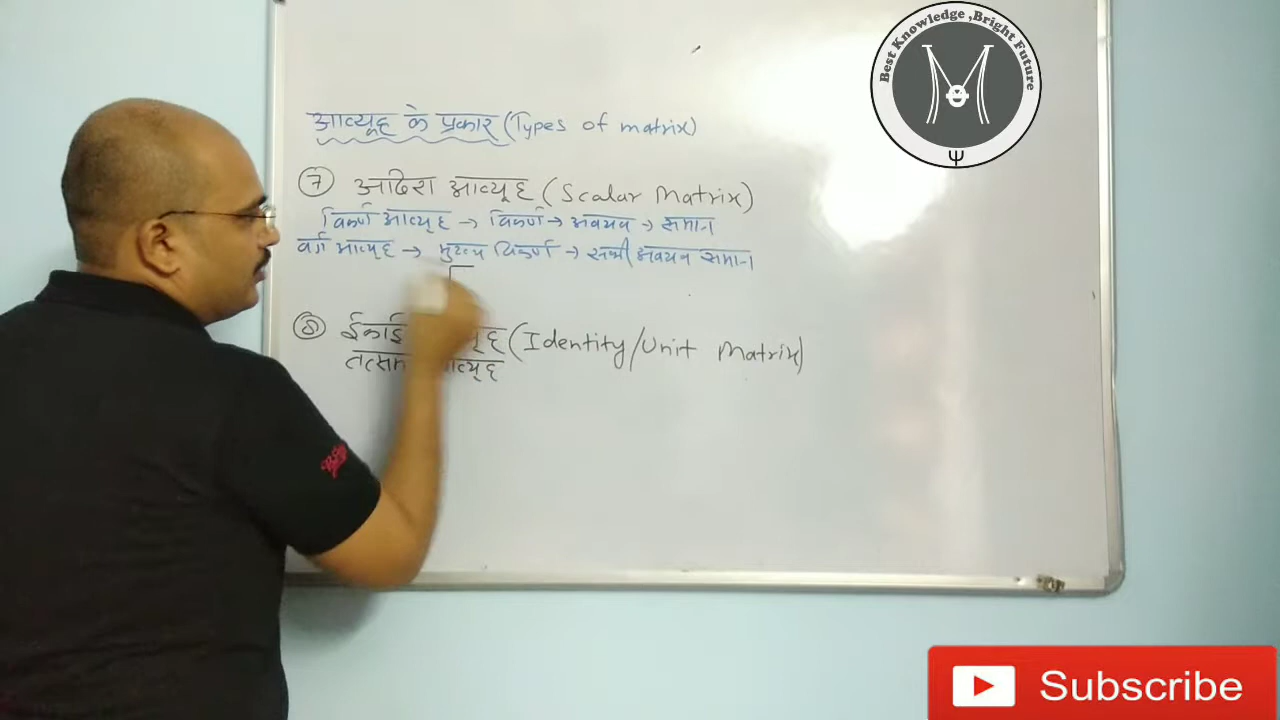 Best Knowledge ,Bright Future
आव्यूह के प्रकार (Types of matrix)
7 अदिश आव्यूह (Scalar Matrix)
विकर्ण आव्यूह → विकर्ण → अवयव → समान
वर्ग आव्यूह → मुख्य विकर्ण → सभी अवयव समान
8 ईकाई (Identity/Unit Matrix)
Subscribe